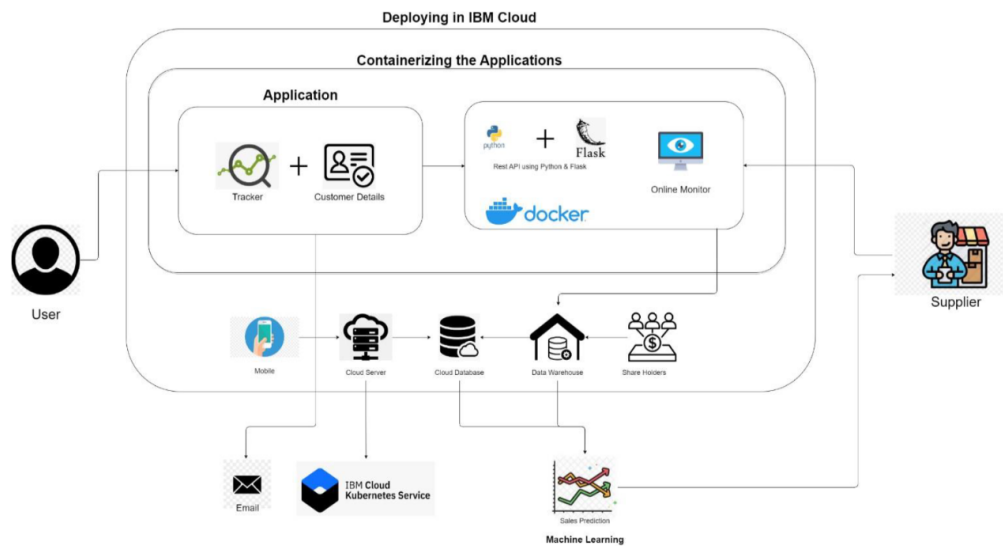 Deploying in IBM Cloud
Containerizing the Applications
Application
Tracker
Customer Details
python
Flask
Rest API using Python & Flask
Online Monitor
docker
User
Supplier
Mobile
Cloud Server
Cloud Database
Data Warehouse
Share Holders
Email
IBM Cloud
Kubernetes Service
Sales Prediction
Machine Learning